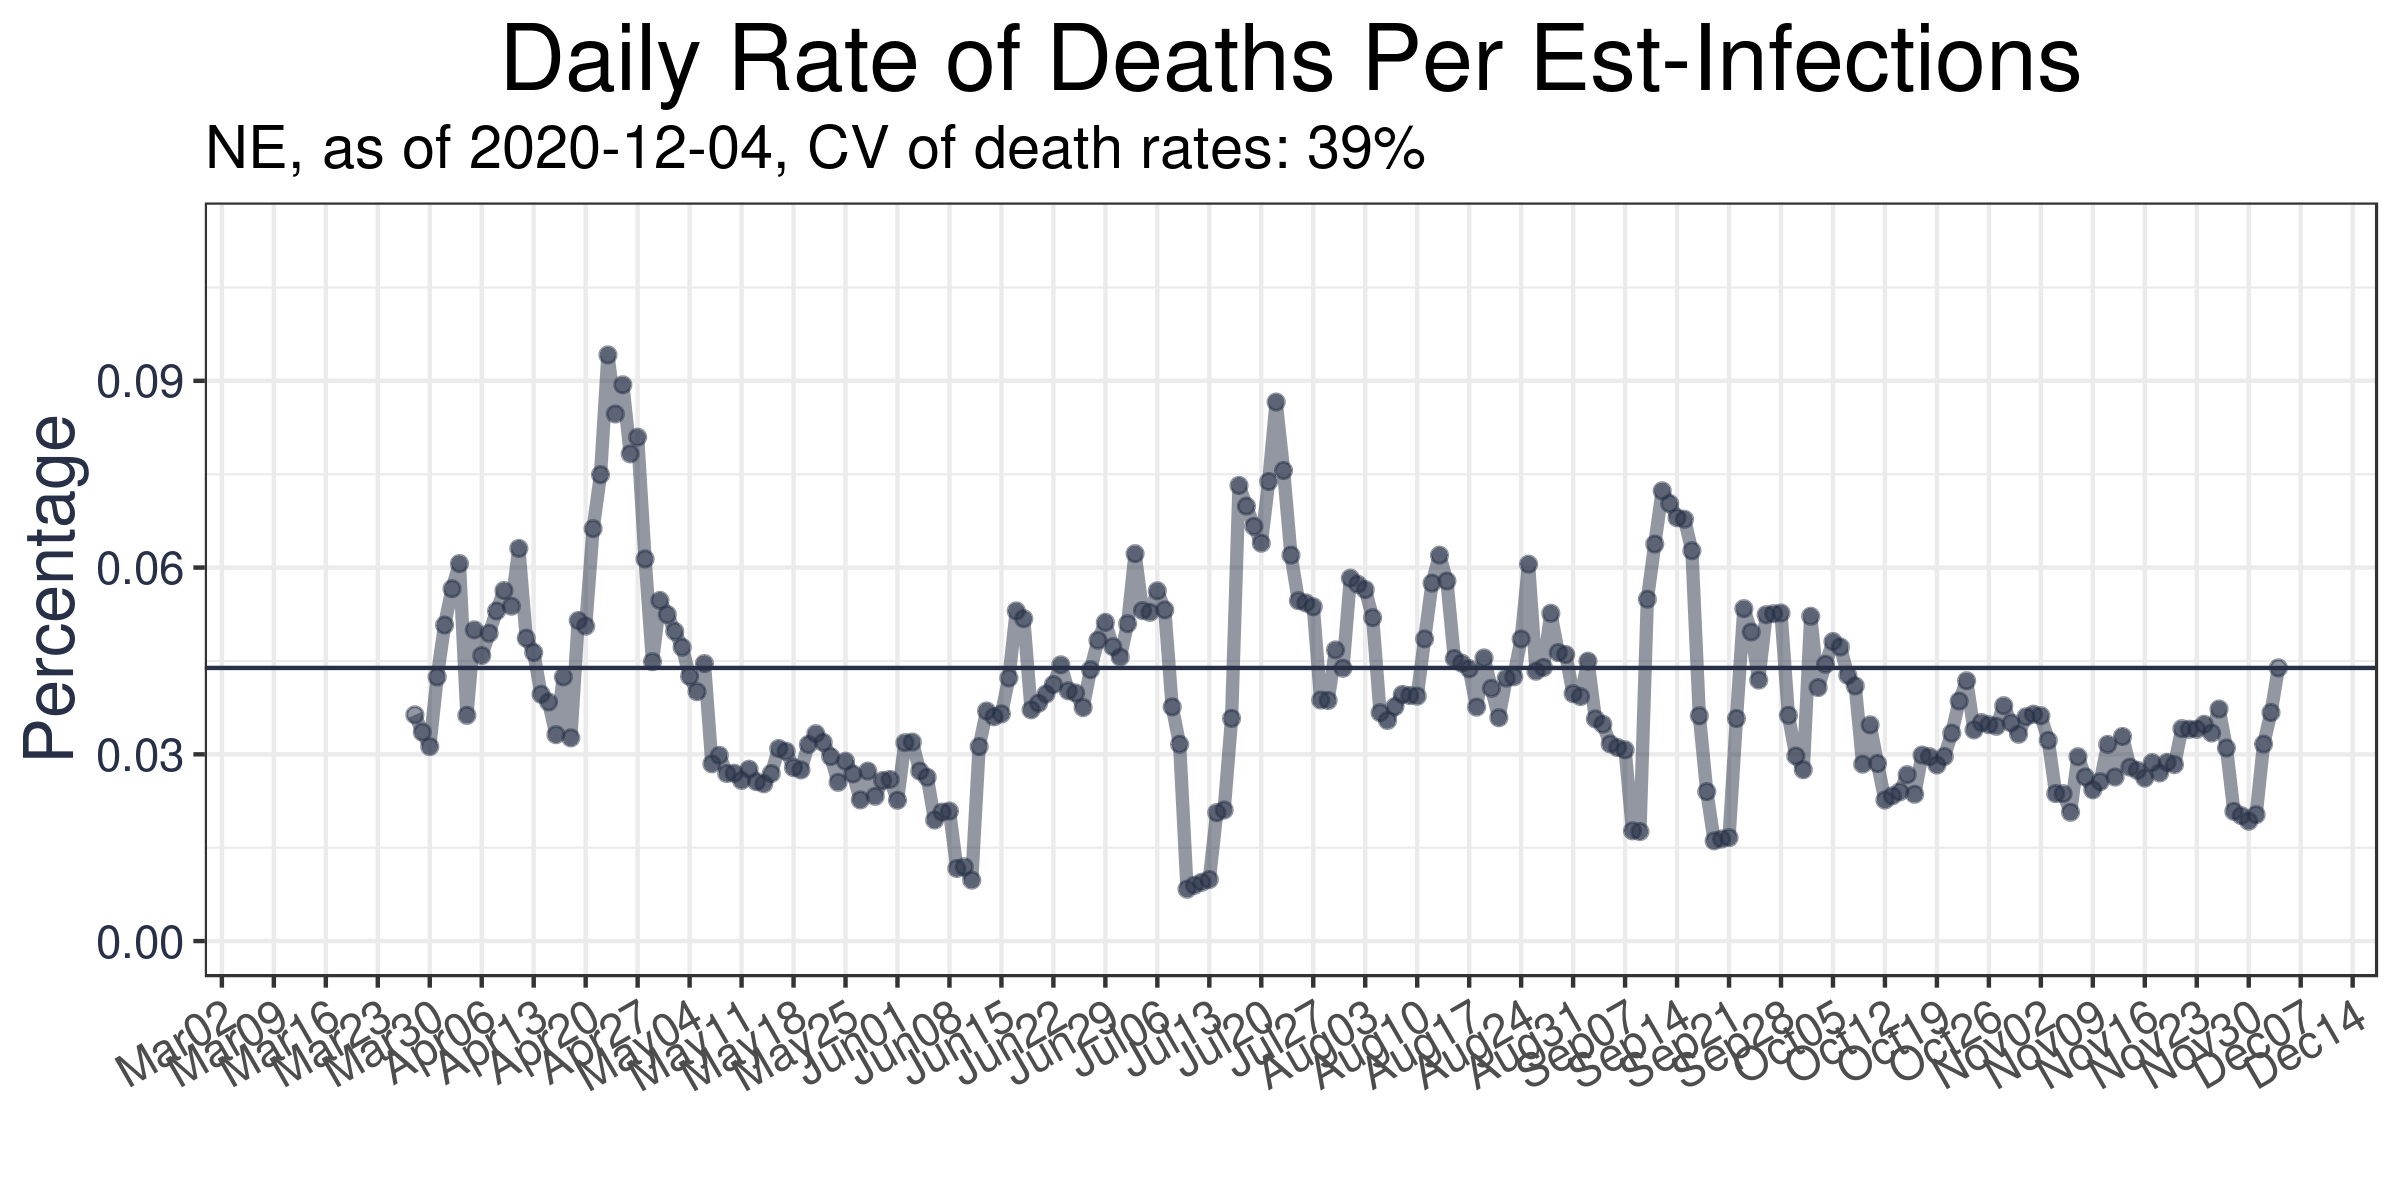 Daily Rate of Deaths Per Est-Infections
NE, as of 2020-12-04, CV of death rates: 39%
Percentage
0.09
0.06
0.03
0.00
Mar02 Mar09 Mar16 Mar23 Mar30 Apr06 Apr13 Apr20 Apr27 May04 May11 May18 May25 Jun01 Jun08 Jun15 Jun22 Jun29 Jul06 Jul13 Jul20 Jul27 Aug03 Aug10 Aug17 Aug24 Aug31 Sep07 Sep14 Sep21 Sep28 Oct05 Oct12 Oct19 Oct26 Nov02 Nov09 Nov16 Nov23 Nov30 Dec07 Dec14